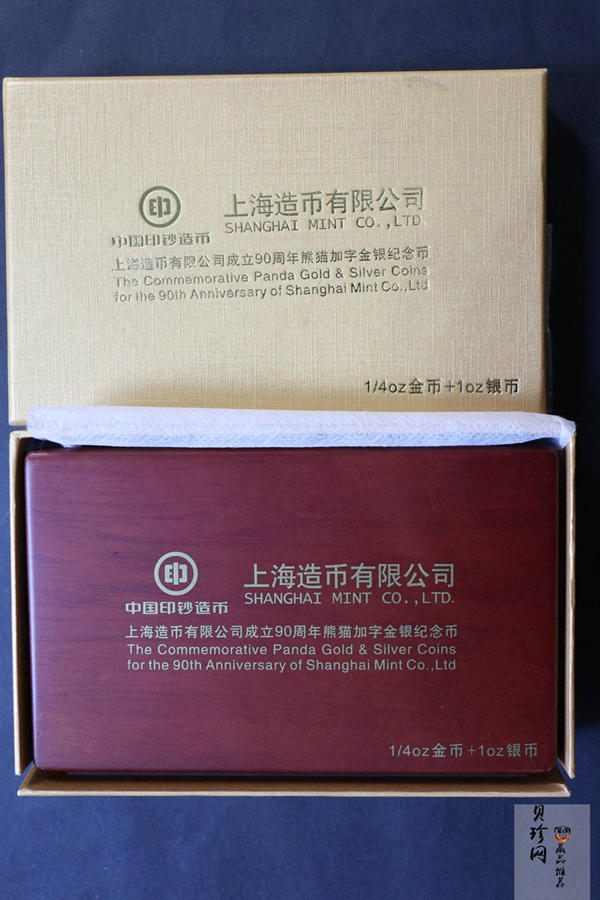 上海造币有限公司
SHANGHAI MINT CO.,LTD.
中国印钞造币
上海造币有限公司成立90周年熊猫加字金银纪念币
The Commemorative Panda Gold & Silver Coins
for the 90th Anniversary of Shanghai Mint Co.,Ltd
1/4oz金币+1oz银币
上海造币有限公司
SHANGHAI MINT CO.,LTD.
中国印钞造币
上海造币有限公司成立90周年熊猫加字金银纪念币
The Commemorative Panda Gold & Silver Coins
for the 90th Anniversary of Shanghai Mint Co.,Ltd
1/4oz金币+1oz银币
贝珍网
藏品
推荐